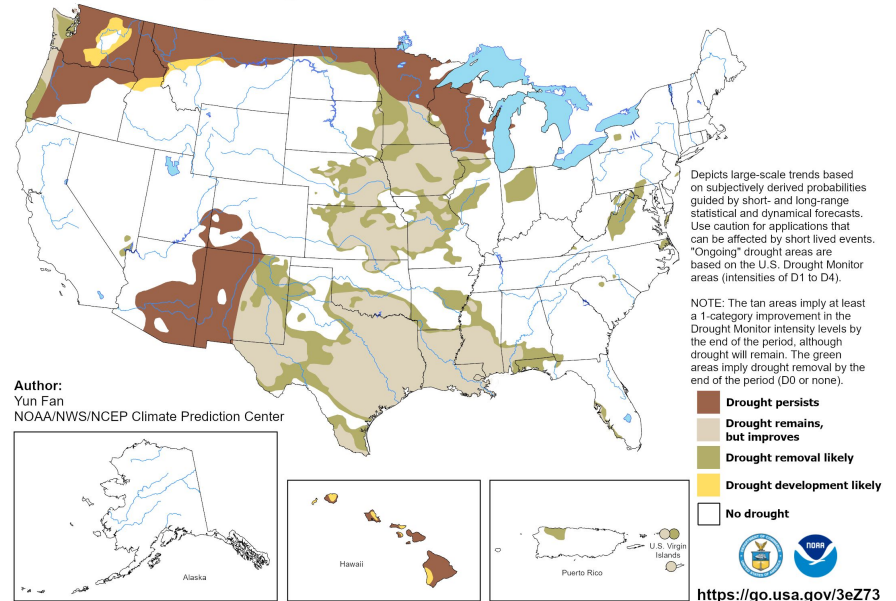 Depicts large-scale trends based
on subjectively derived probabilities
guided by short- and long-range
statistical and dynamical forecasts.
Use caution for applications that
can be affected by short lived events.
"Ongoing" drought areas are
based on the U.S. Drought Monitor
areas (intensities of D1 to D4).
NOTE: The tan areas imply at least
a 1-category improvement in the
Drought Monitor intensity levels by
the end of the period, although
drought will remain. The green
areas imply drought removal by the
end of the period (D0 or none).
Author:
Yun Fan
NOAA/NWS/NCEP Climate Prediction Center
Drought persists
Drought remains,
but improves
Drought removal likely
Drought development likely
No drought
Alaska
Hawaii
Puerto Rico
U.S. Virgin
Islands
NOAA
https://go.usa.gov/3eZ73